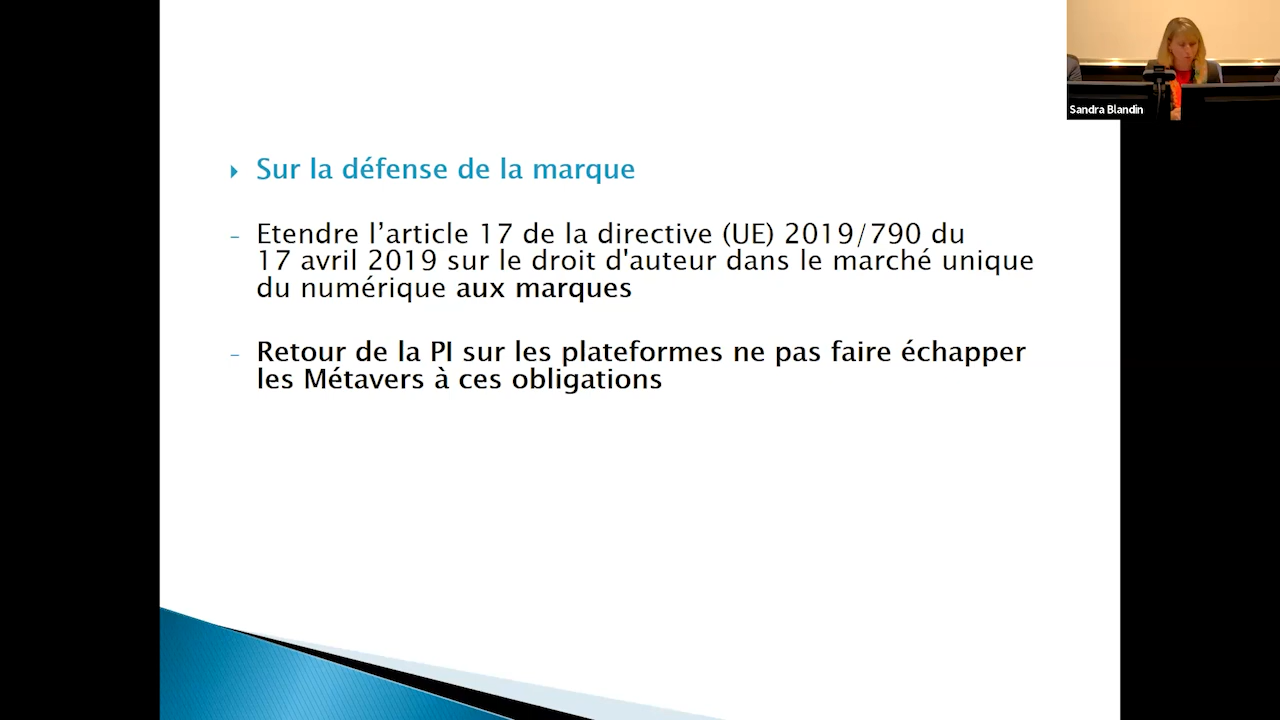 Sandra Blandin
Sur la défense de la marque
- Etendre l’article 17 de la directive (UE) 2019/790 du
17 avril 2019 sur le droit d'auteur dans le marché unique
du numérique aux marques
- Retour de la PI sur les plateformes ne pas faire échapper
les Métavers à ces obligations